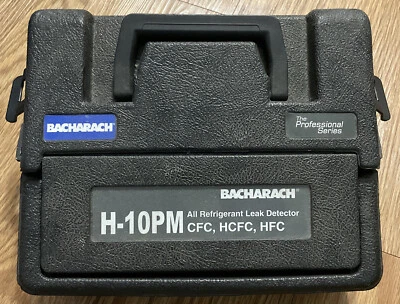 BACHARACH
The
Professional
Series
BACHARACH
H-10PM
All Refrigerant Leak Detector
CFC, HCFC, HFC